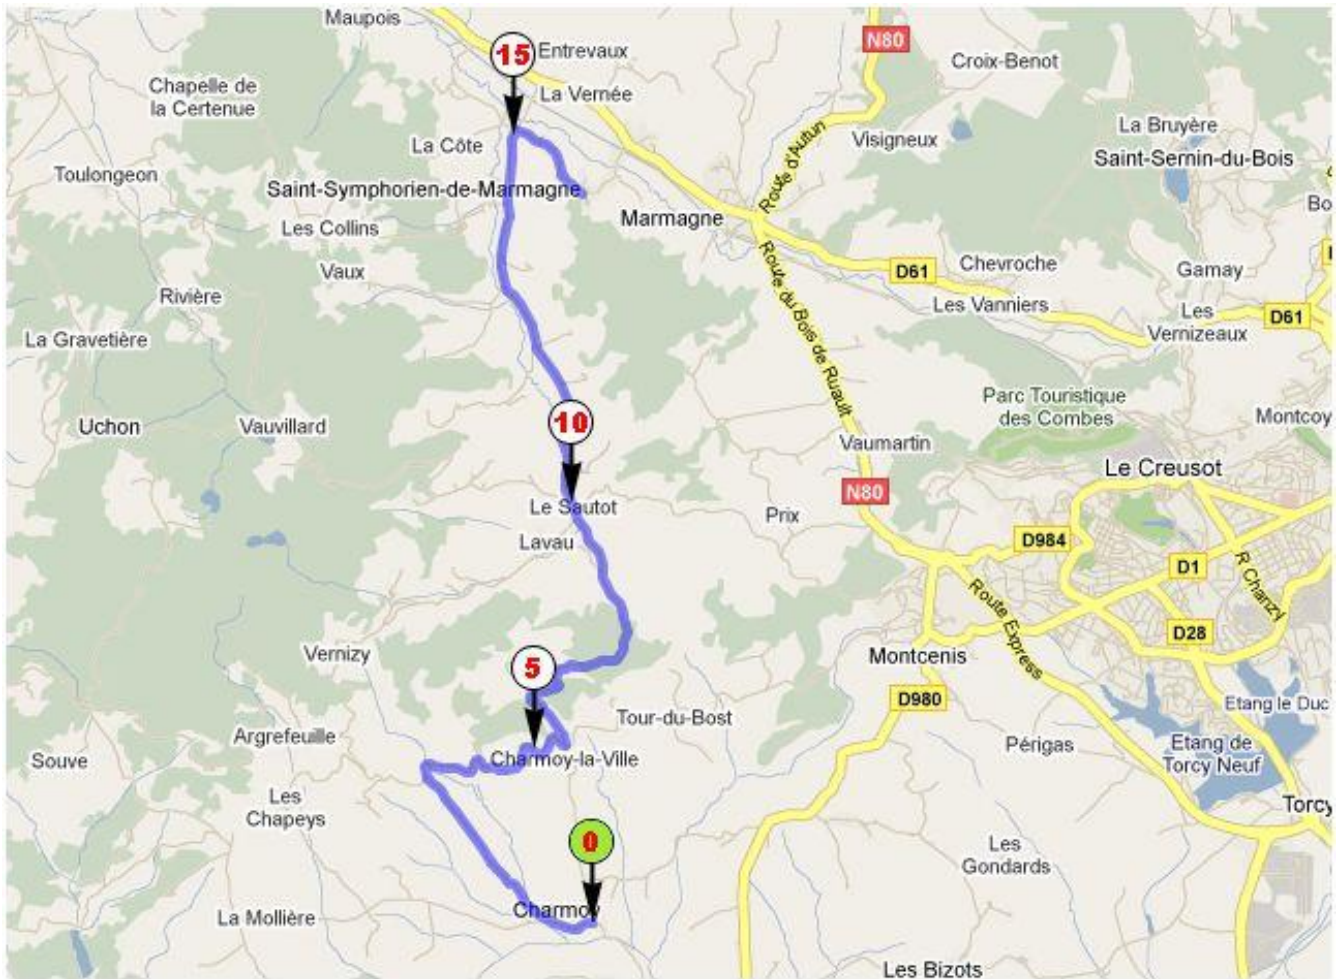 Maupois
N80
15
Entrevaux
Croix-Benot
Chapelle de
la Certenue
La Vernée
La Bruyère
Route d'Autun
Visigneux
La Côte
Saint-Sernin-du-Bois
Toulongeon
Saint-Symphorien-de-Marmagne
Bo
Marmagne
Les Collins
Vaux
D61
Chevroche
Gamay
Rivière
Les Vanniers
Les
Vernizeaux
D61
La Gravetière
Route du Bois de Ruault
Parc Touristique
des Combes
Montcoy
10
Uchon
Vauvillard
Vaumartin
Le Creusot
N80
Le Sautot
Prix
Lavau
D984
D1
R Chanzy
Route Express
D28
Vernizy
5
Montcenis
D980
Etang le Duc
Tour-du-Bost
Argrefeuille
Périgas
Etang de
Torcy Neuf
Souve
Charmoy-la-Ville
Les
Chapeys
Torcy
0
Les
Gondards
Charmoy
La Mollière
Les Bizots